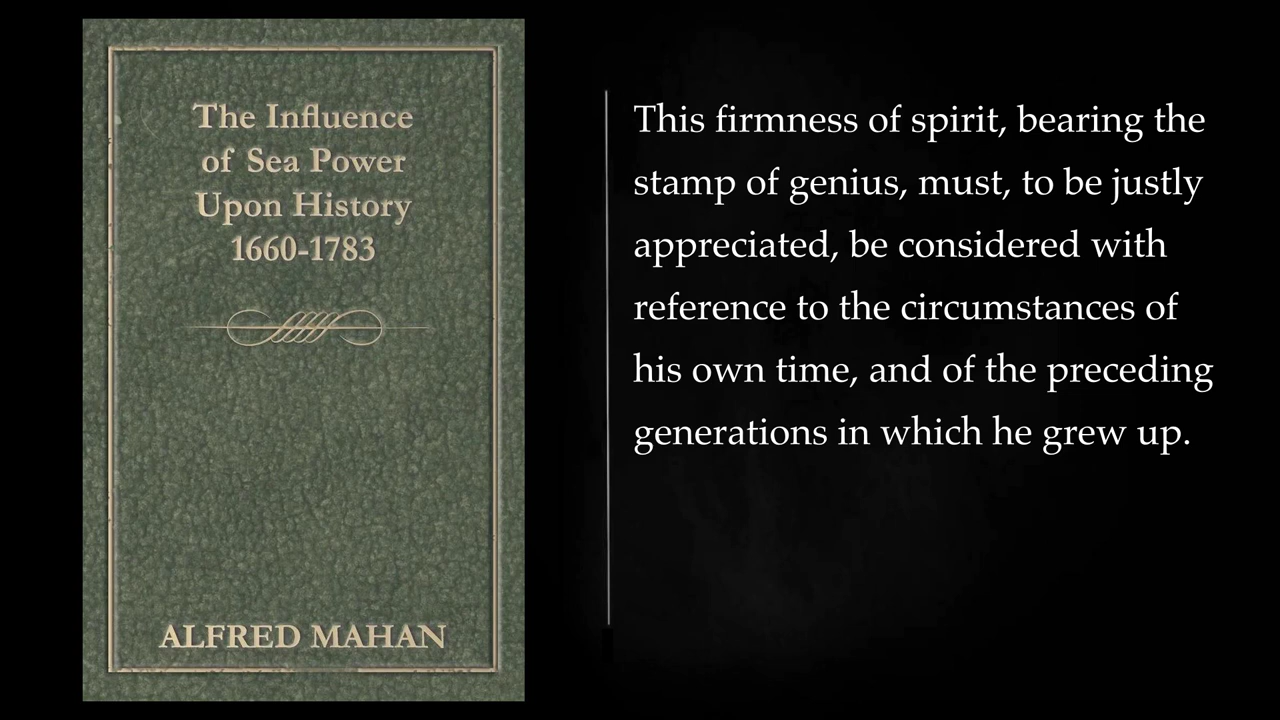 The Influence
of Sea Power
Upon History
1660-1783
ALFRED MAHAN
This firmness of spirit, bearing the
stamp of genius, must, to be justly
appreciated, be considered with
reference to the circumstances of
his own time, and of the preceding
generations in which he grew up.